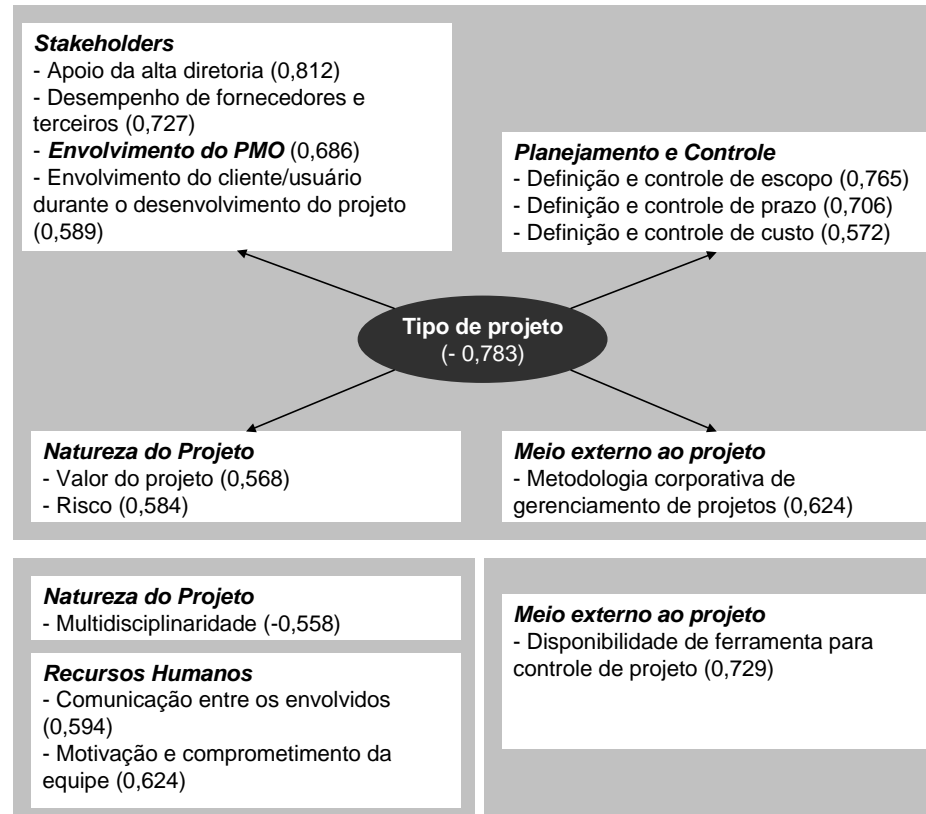 Stakeholders
- Apoio da alta diretoria (0,812)
- Desempenho de fornecedores e
terceiros (0,727)
- Envolvimento do PMO (0,686)
- Envolvimento do cliente/usuário
durante o desenvolvimento do projeto
(0,589)
Planejamento e Controle
- Definição e controle de escopo (0,765)
- Definição e controle de prazo (0,706)
- Definição e controle de custo (0,572)
Tipo de projeto
(- 0,783)
Natureza do Projeto
- Valor do projeto (0,568)
- Risco (0,584)
Meio externo ao projeto
- Metodologia corporativa de
gerenciamento de projetos (0,624)
Natureza do Projeto
- Multidisciplinaridade (-0,558)
Recursos Humanos
- Comunicação entre os envolvidos
(0,594)
- Motivação e comprometimento da
equipe (0,624)
Meio externo ao projeto
- Disponibilidade de ferramenta para
controle de projeto (0,729)